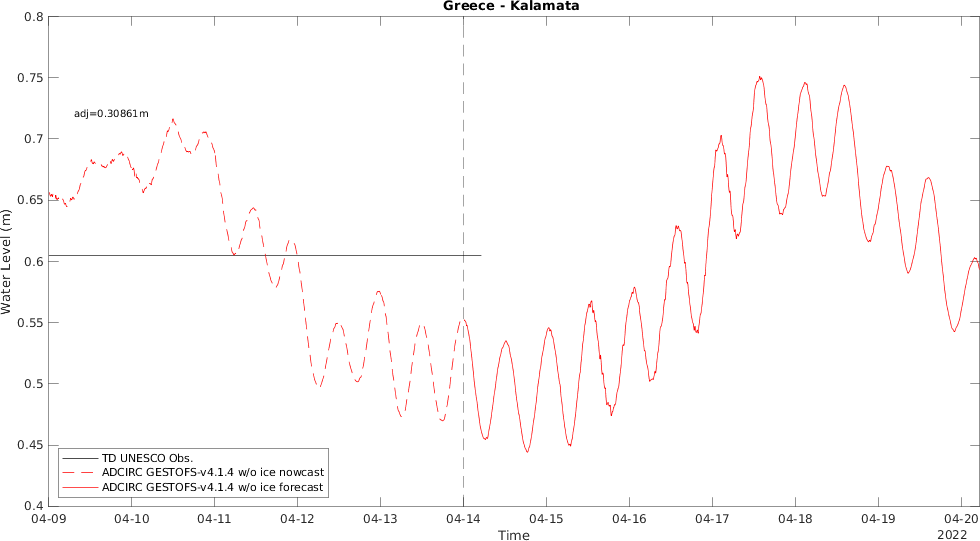 Greece - Kalamata
0.8
0.75
0.7
0.65
0.6
0.55
0.5
0.45
0.4
Water Level (m)
adj=0.30861m
TD UNESCO Obs.
ADCIRC GESTOFS-v4.1.4 w/o ice nowcast
ADCIRC GESTOFS-v4.1.4 w/o ice forecast
04-09 04-10 04-11 04-12 04-13 04-14 04-15 04-16 04-17 04-18 04-19 04-20
Time
2022